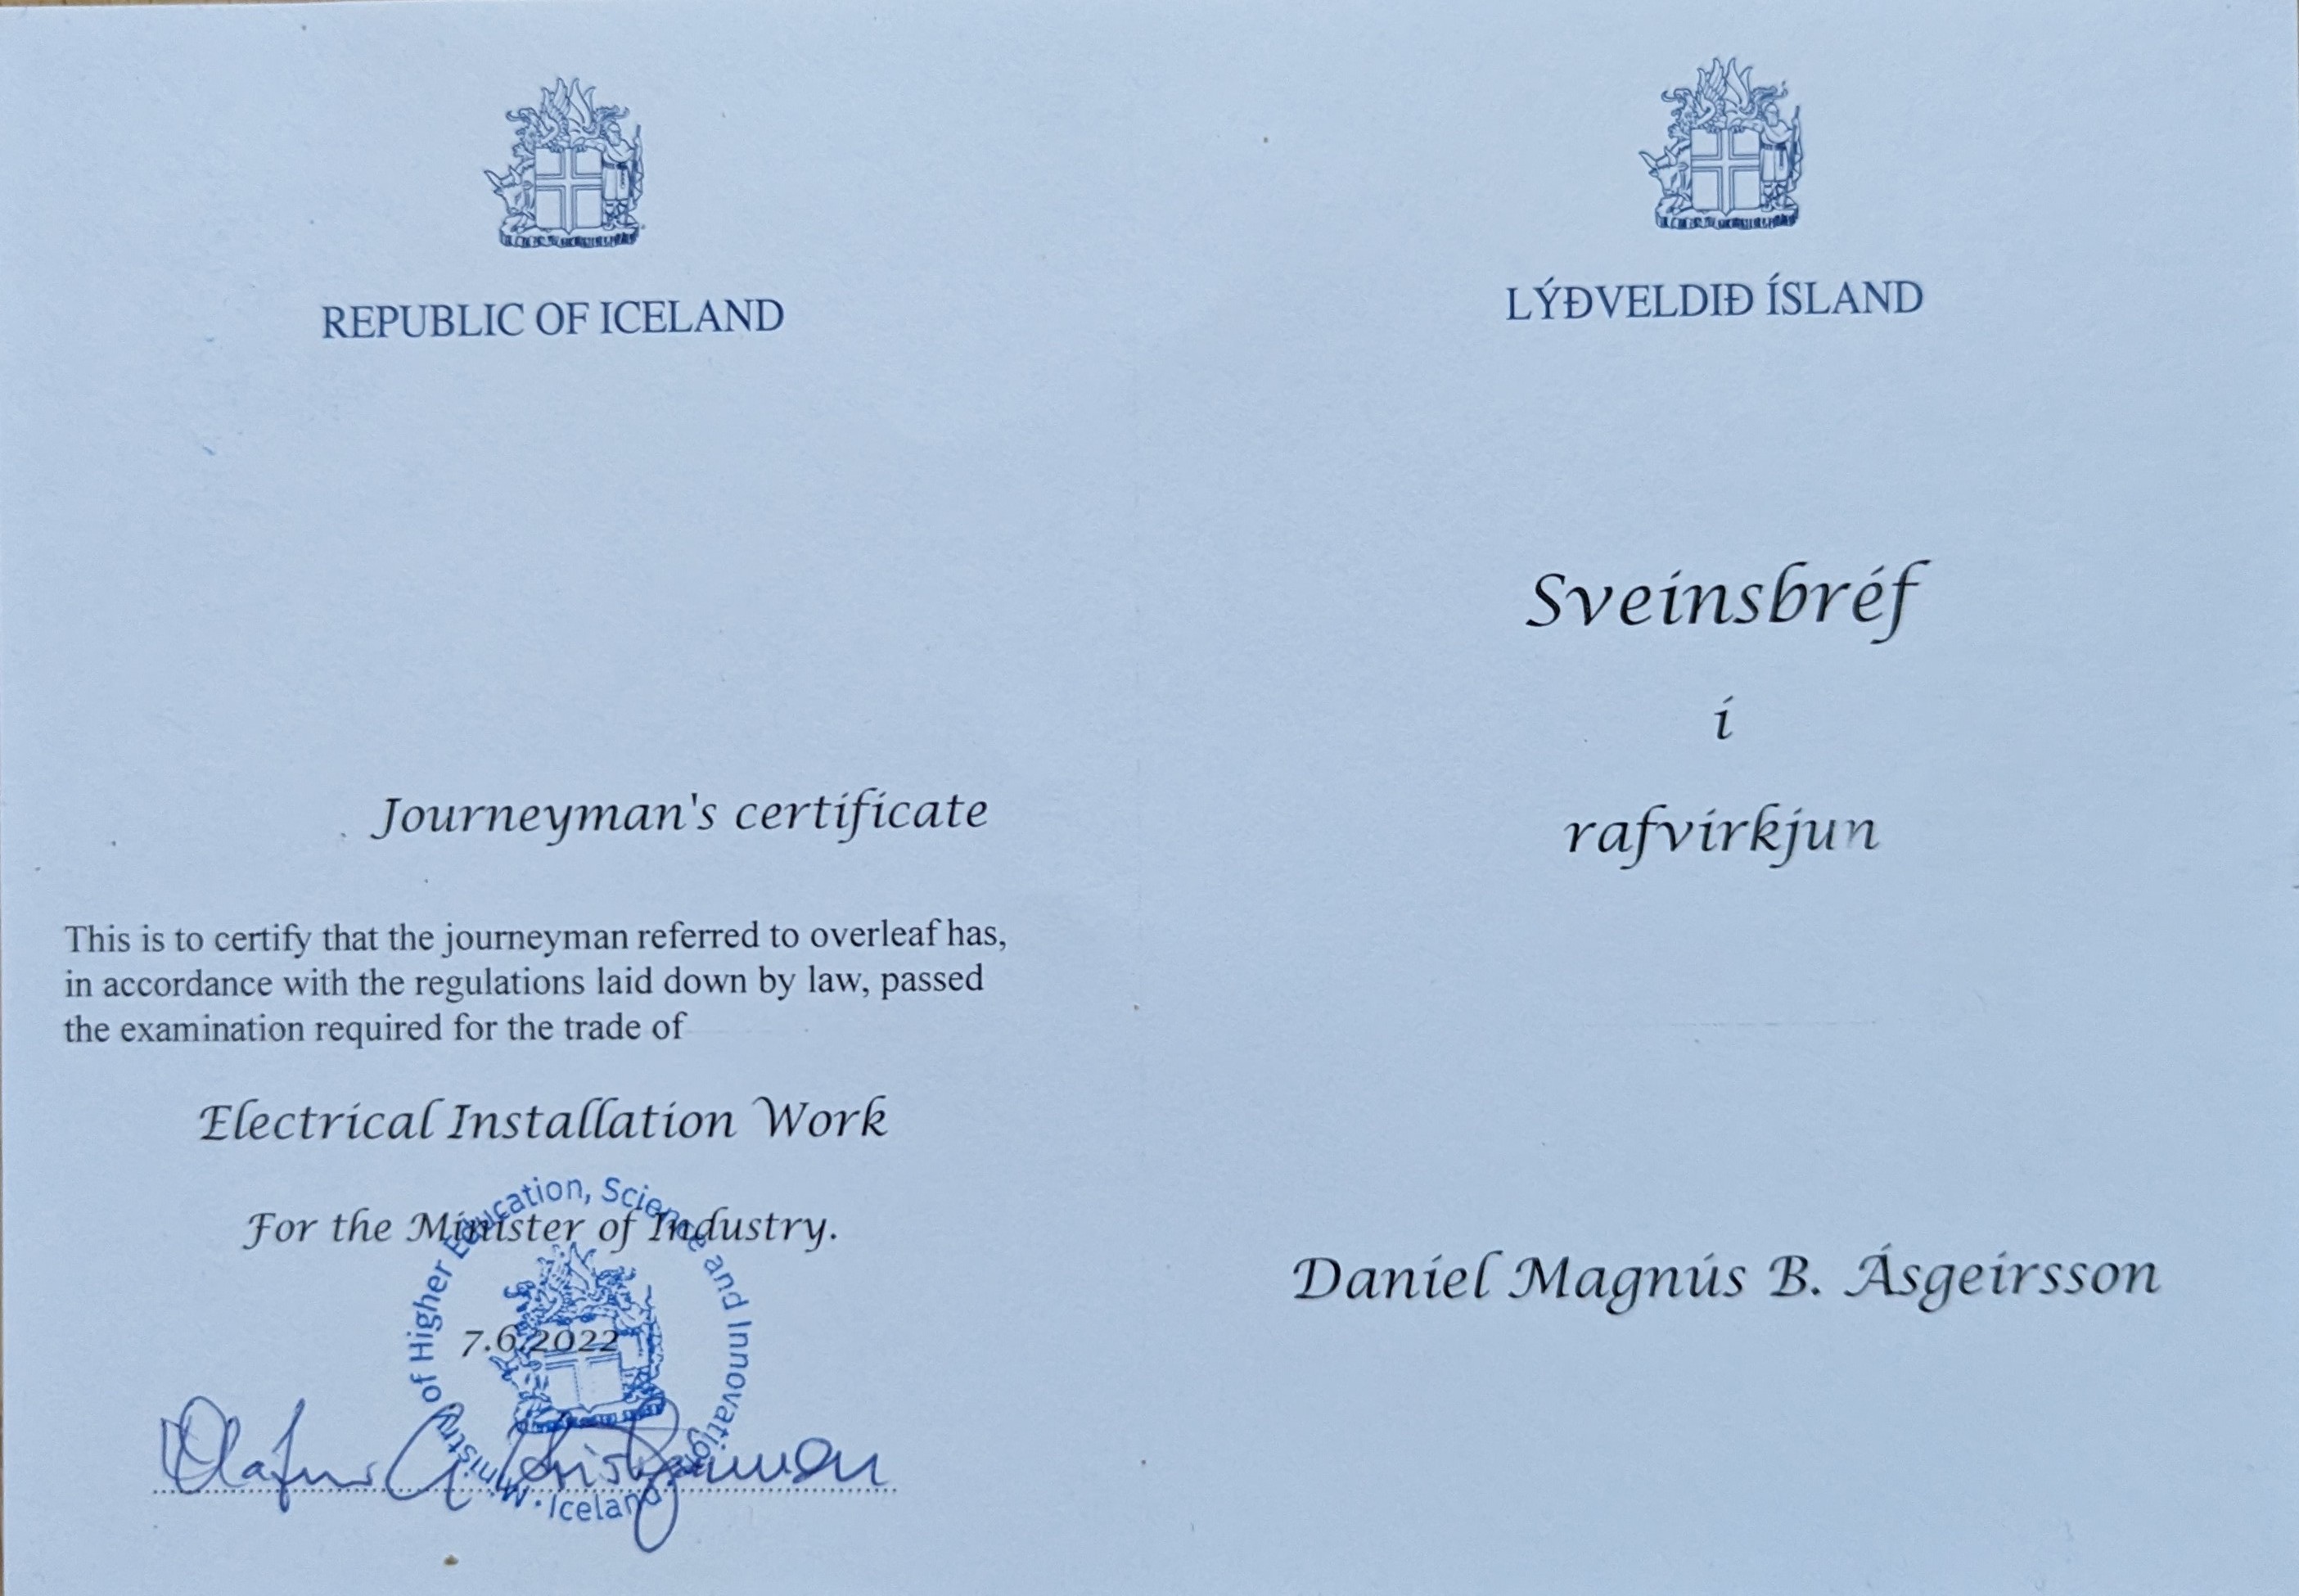 REPUBLIC OF ICELAND
Journeyman's certificate
This is to certify that the journeyman referred to overleaf has,
in accordance with the regulations laid down by law, passed
the examination required for the trade of
Electrical Installation Work
For the Minister of Industry.
7.6.2022
Ministry of Higher Education, Science and Innovation · Iceland ·
Ólafur G. Kristjánsson
LÝÐVELDIÐ ÍSLAND
Sveinsbréf
í
rafvirkjun
Daníel Magnús B. Ásgeirsson